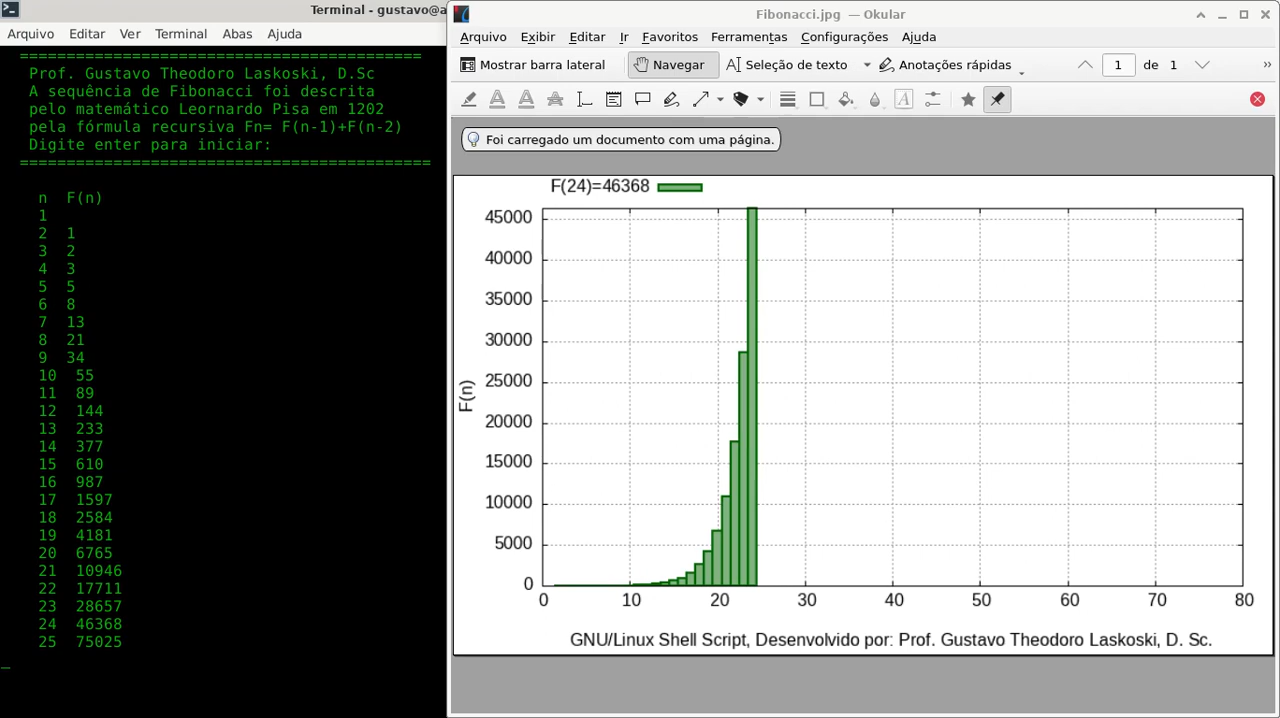 Terminal - gustavo@a
Arquivo Editar Ver Terminal Abas Ajuda
===========================================
Prof. Gustavo Theodoro Laskoski, D.Sc
A sequência de Fibonacci foi descrita
pelo matemático Leornardo Pisa em 1202
pela fórmula recursiva Fn= F(n-1)+F(n-2)
Digite enter para iniciar:
============================================
n F(n)
1
2 1
3 2
4 3
5 5
6 8
7 13
8 21
9 34
10 55
11 89
12 144
13 233
14 377
15 610
16 987
17 1597
18 2584
19 4181
20 6765
21 10946
22 17711
23 28657
24 46368
25 75025
Fibonacci.jpg — Okular
Arquivo Exibir Editar Ir Favoritos Ferramentas Configurações Ajuda
Mostrar barra lateral Navegar Seleção de texto Anotações rápidas 1 de 1
Foi carregado um documento com uma página.
F(24)=46368
45000
40000
35000
30000
25000
20000
15000
10000
5000
0
F(n)
0 10 20 30 40 50 60 70 80
GNU/Linux Shell Script, Desenvolvido por: Prof. Gustavo Theodoro Laskoski, D. Sc.